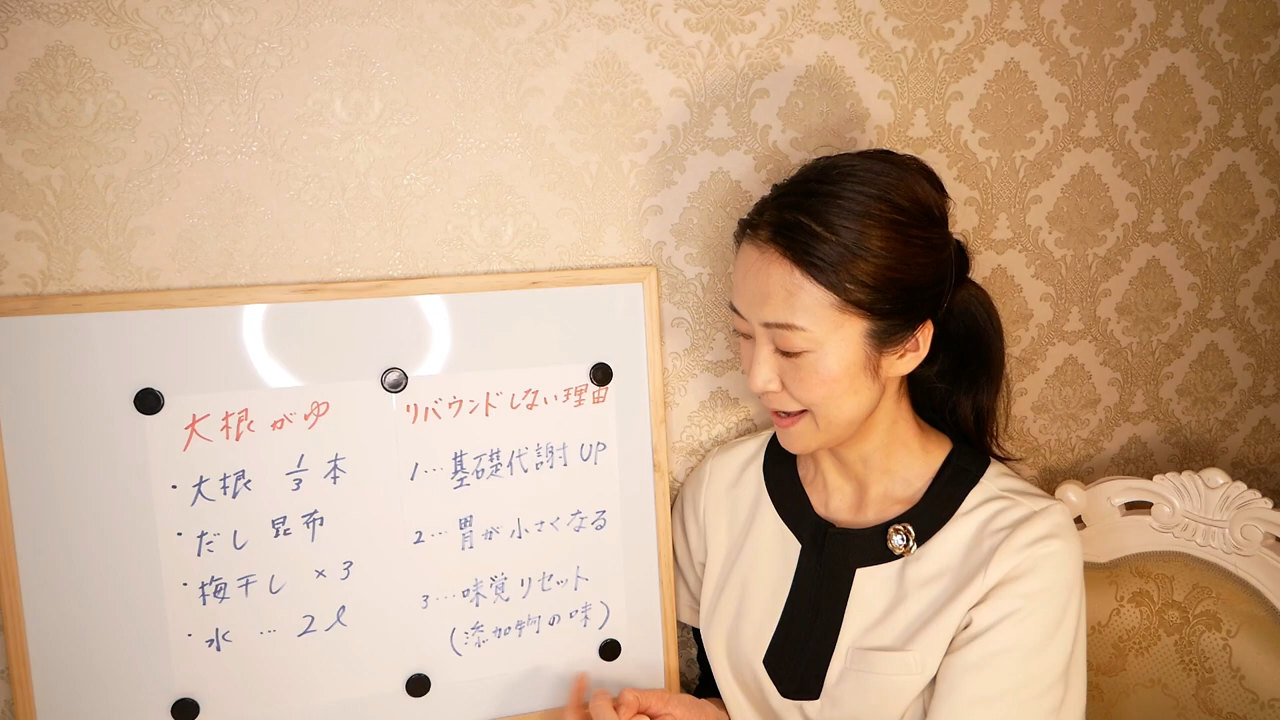 大根がゆ
・大根 1/3 本
・だし昆布
・梅干し ×3
・水 … 2ℓ
リバウンドしない理由
1…基礎代謝UP
2…胃が小さくなる
3…味覚リセット
(添加物の味)